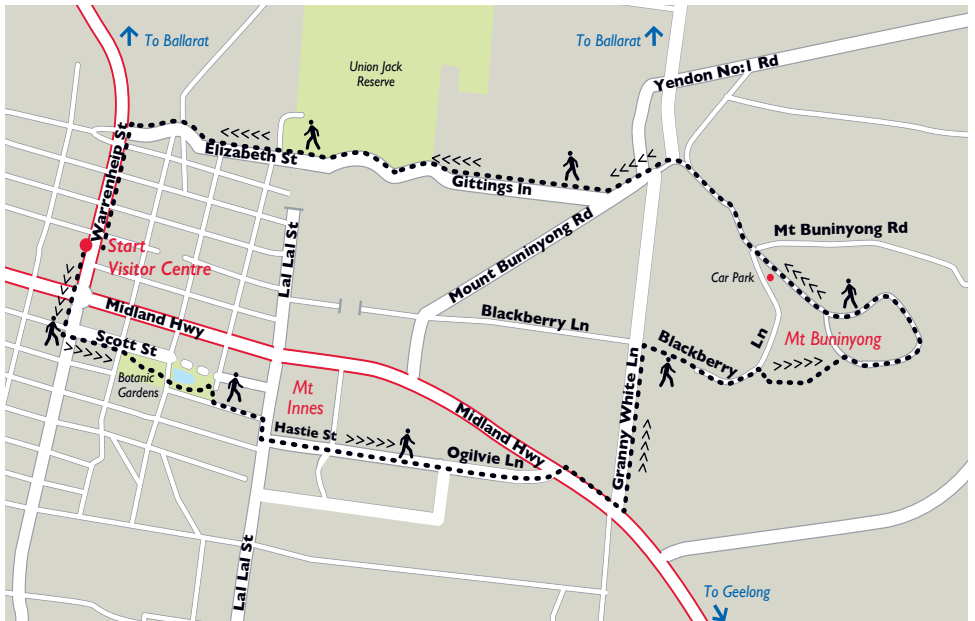 To Ballarat
To Ballarat
Union Jack
Reserve
Yendon No:1 Rd
<<<<<
Elizabeth St
<<<<<
<<<<<
Gittings ln
Warrenheip St
Start
Visitor Centre
Lal Lal St
Mt Buninyong Rd
Mount Buninyong Rd
Car Park
<<<<<
<<<<<
Midland Hwy
Blackberry Ln
Scott St
>>>>>
Blackberry
Ln
Mt Buninyong
>>>>>
Botanic
Gardens
Mt
Innes
Granny White Ln
>>>>>
Midland Hwy
Hastie St
>>>>>
Ogilvie Ln
Lal Lal St
To Geelong